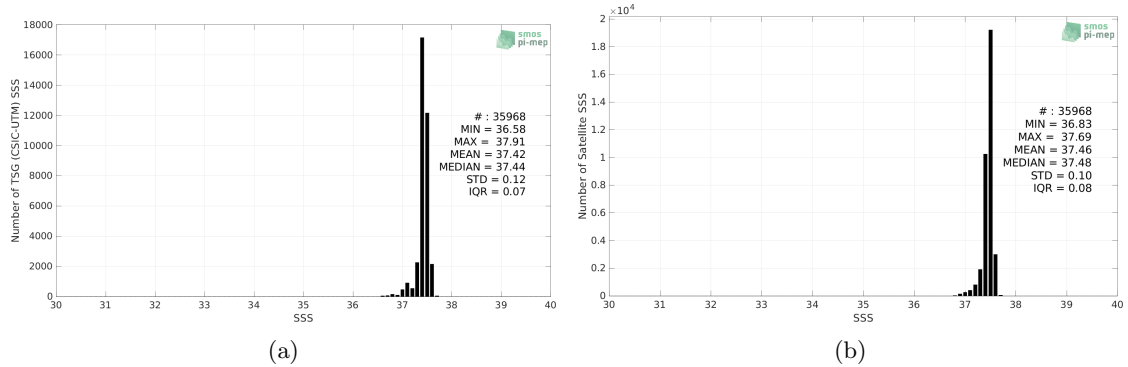 18000
16000
14000
12000
10000
8000
6000
4000
2000
0
Number of TSG (CSIC-UTM) SSS
smos
pi-mep
# : 35968
MIN = 36.58
MAX = 37.91
MEAN = 37.42
MEDIAN = 37.44
STD = 0.12
IQR = 0.07
30 31 32 33 34 35 36 37 38 39 40
SSS
(a)
×10⁴
2
1.8
1.6
1.4
1.2
1
0.8
0.6
0.4
0.2
0
Number of Satellite SSS
smos
pi-mep
# : 35968
MIN = 36.83
MAX = 37.69
MEAN = 37.46
MEDIAN = 37.48
STD = 0.10
IQR = 0.08
30 31 32 33 34 35 36 37 38 39 40
SSS
(b)